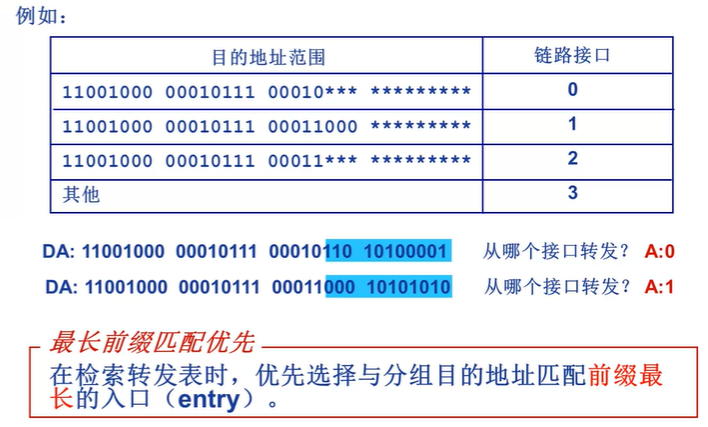 例如：
目的地址范围 链路接口
11001000 00010111 00010*** ********* 0
11001000 00010111 00011000 ********* 1
11001000 00010111 00011*** ********* 2
其他 3
DA: 11001000 00010111 00010110 10100001 从哪个接口转发？ A:0
DA: 11001000 00010111 00011000 10101010 从哪个接口转发？ A:1
最长前缀匹配优先
在检索转发表时，优先选择与分组目的地址匹配前缀最
长的入口（entry）。